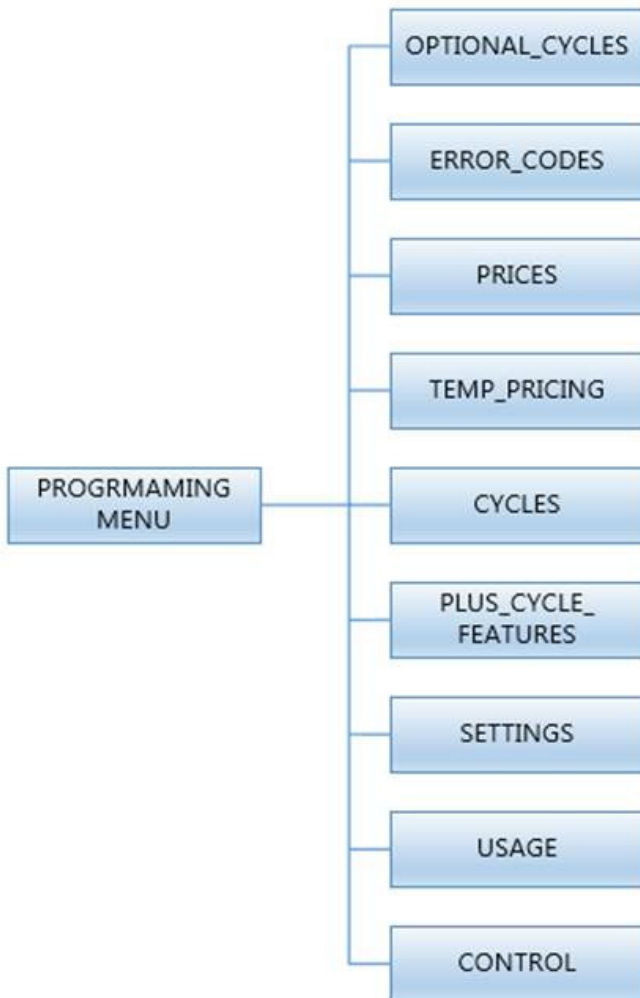 OPTIONAL_CYCLES
ERROR_CODES
PRICES
TEMP_PRICING
PROGRMAMING
MENU
CYCLES
PLUS_CYCLE_
FEATURES
SETTINGS
USAGE
CONTROL